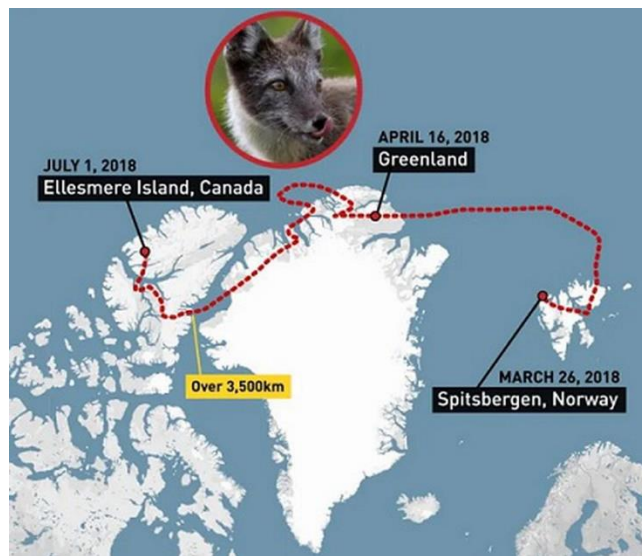 APRIL 16, 2018
Greenland
JULY 1, 2018
Ellesmere Island, Canada
Over 3,500km
MARCH 26, 2018
Spitsbergen, Norway